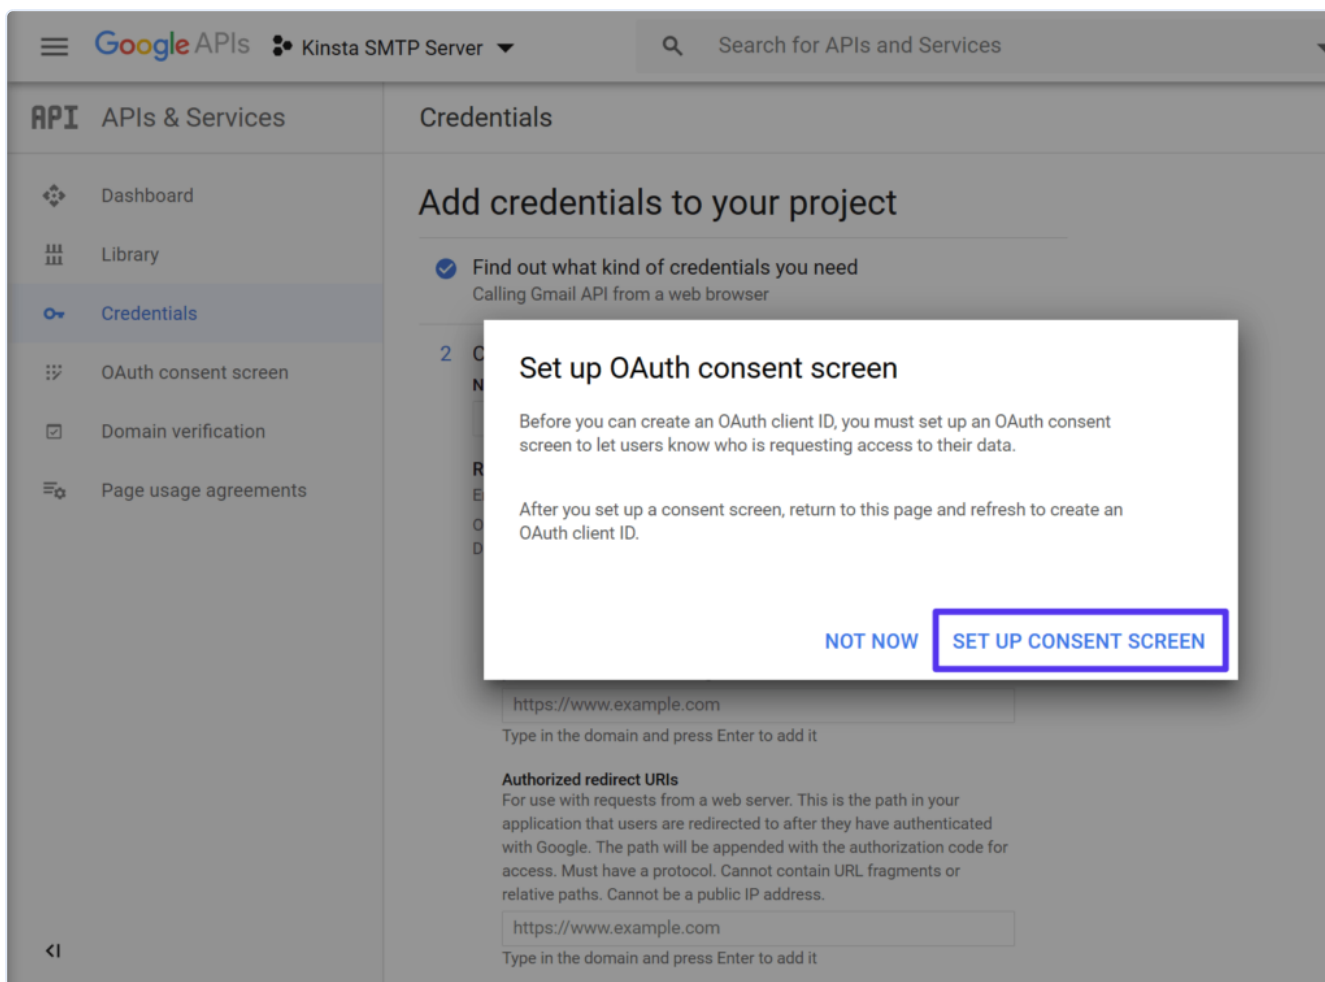 Google APIs Kinsta SMTP Server Search for APIs and Services
API APIs & Services
Credentials
Dashboard
Library
Credentials
OAuth consent screen
Domain verification
Page usage agreements
Add credentials to your project
Find out what kind of credentials you need
Calling Gmail API from a web browser
2
Set up OAuth consent screen
Before you can create an OAuth client ID, you must set up an OAuth consent
screen to let users know who is requesting access to their data.
After you set up a consent screen, return to this page and refresh to create an
OAuth client ID.
NOT NOW SET UP CONSENT SCREEN
https://www.example.com
Type in the domain and press Enter to add it
Authorized redirect URIs
For use with requests from a web server. This is the path in your
application that users are redirected to after they have authenticated
with Google. The path will be appended with the authorization code for
access. Must have a protocol. Cannot contain URL fragments or
relative paths. Cannot be a public IP address.
https://www.example.com
Type in the domain and press Enter to add it